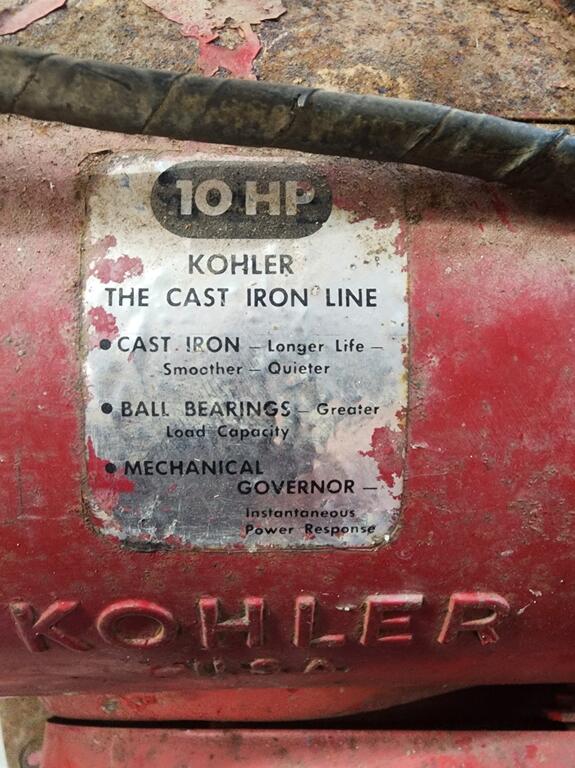 10 HP
KOHLER
THE CAST IRON LINE
• CAST IRON – Longer Life –
Smoother – Quieter
• BALL BEARINGS – Greater
Load Capacity
• MECHANICAL
GOVERNOR –
Instantaneous
Power Response
KOHLER
U.S.A.